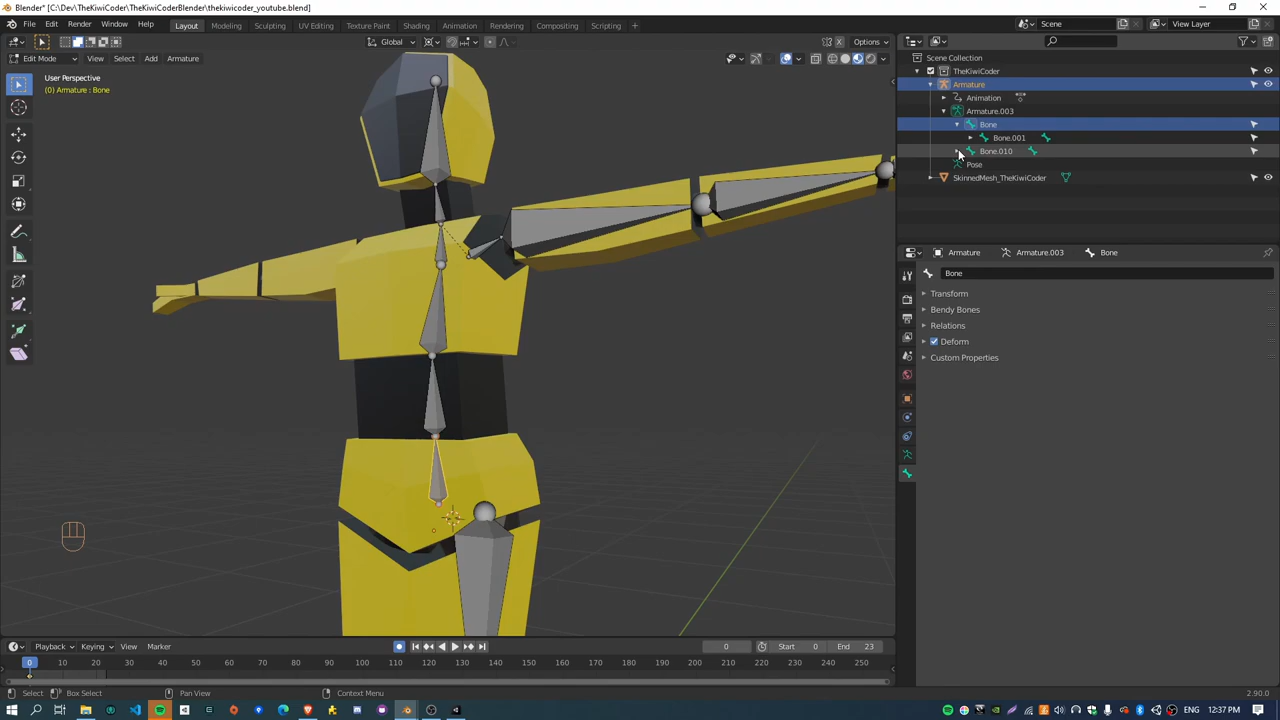 Blender* [C:\Dev\TheKiwiCoder\Blender\thekiwicoder_youtube.blend]
File Edit Render Window Help Layout Modeling Sculpting UV Editing Texture Paint Shading Animation Rendering Compositing Scripting + Scene View Layer
Global Options
Edit Mode View Select Add Armature
User Perspective
(0) Armature : Bone
Scene Collection
TheKiwiCoder
Armature
Animation
Armature.003
Bone
Bone.001
Bone.010
Pose
SkinnedMesh_TheKiwiCoder
Armature Armature.003 Bone
Bone
Transform
Bendy Bones
Relations
Deform
Custom Properties
Playback Keying View Marker 0 Start 0 End 23
0 10 20 30 40 50 60 70 80 90 100 110 120 130 140 150 160 170 180 190 200 210 220 230 240 250
Select Box Select Pan View Context Menu 2.90.0
ENG 12:37 PM